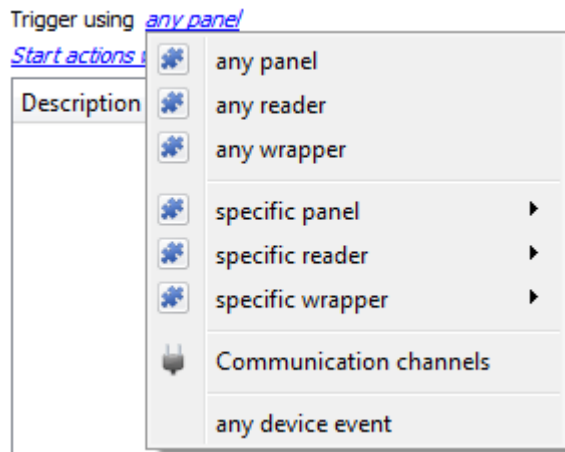 Trigger using any panel
Start actions
Description
any panel
any reader
any wrapper
specific panel
specific reader
specific wrapper
Communication channels
any device event